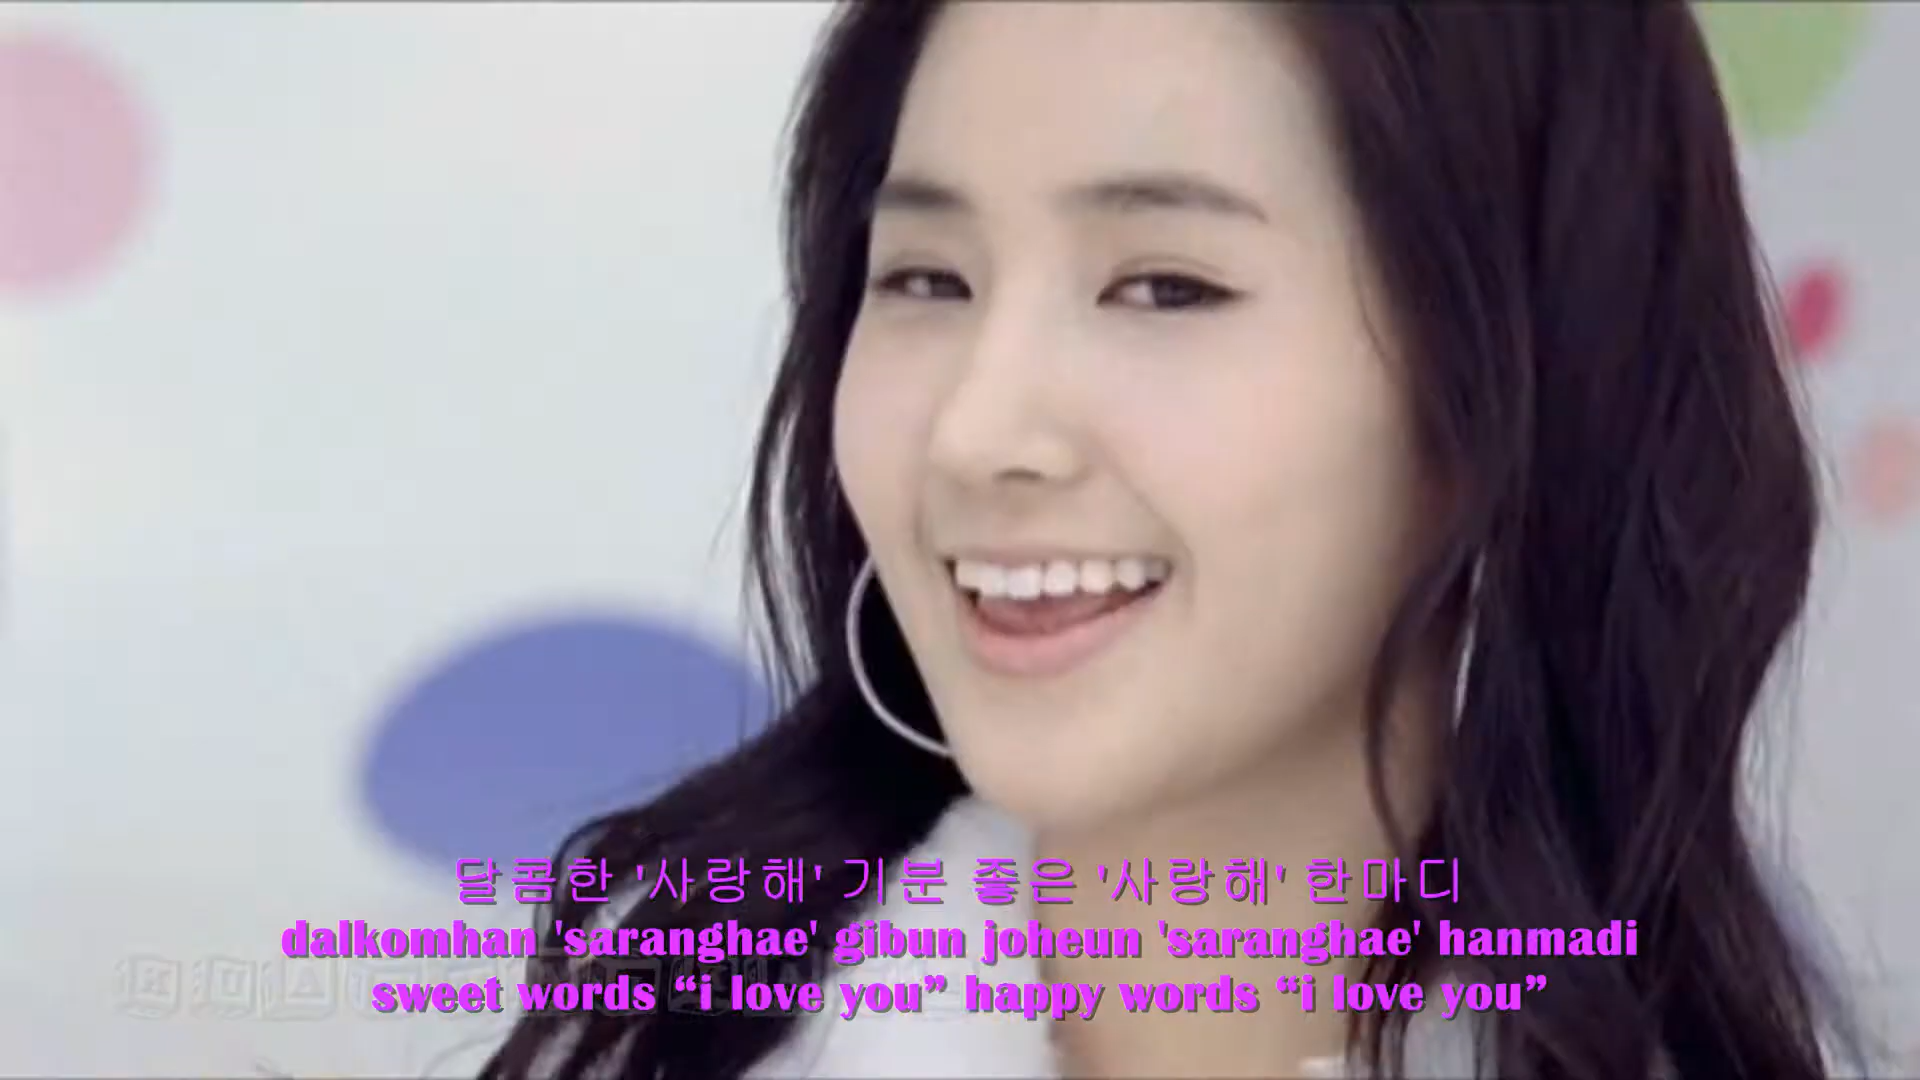 달콤한 '사랑해' 기분 좋은 '사랑해' 한마디
dalkomhan 'saranghae' gibun joheun 'saranghae' hanmadi
sweet words “i love you” happy words “i love you”